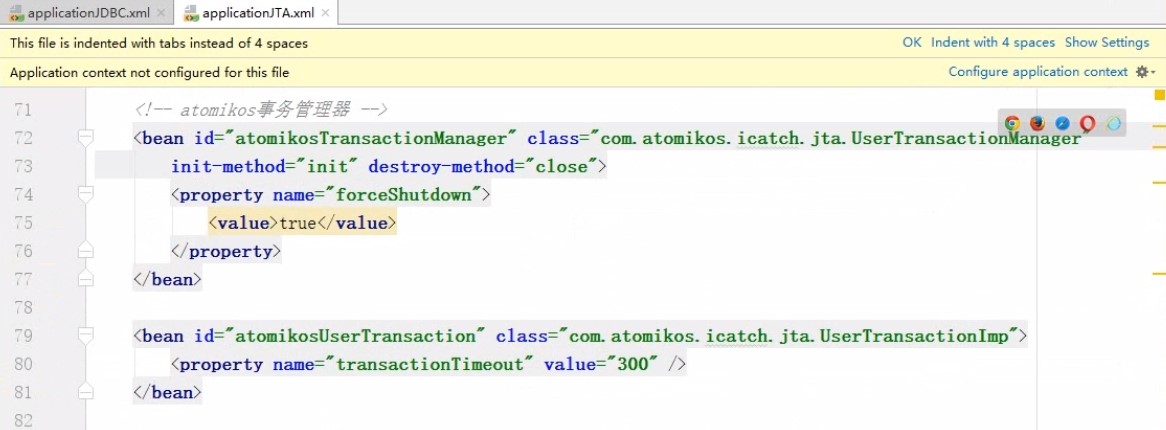 applicationJDBC.xml × applicationJTA.xml ×
This file is indented with tabs instead of 4 spaces OK Indent with 4 spaces Show Settings
Application context not configured for this file Configure application context
71 <!-- atomikos事务管理器 -->
72 <bean id="atomikosTransactionManager" class="com.atomikos.icatch.jta.UserTransactionManager"
73 init-method="init" destroy-method="close">
74 <property name="forceShutdown">
75 <value>true</value>
76 </property>
77 </bean>
78
79 <bean id="atomikosUserTransaction" class="com.atomikos.icatch.jta.UserTransactionImp">
80 <property name="transactionTimeout" value="300" />
81 </bean>
82